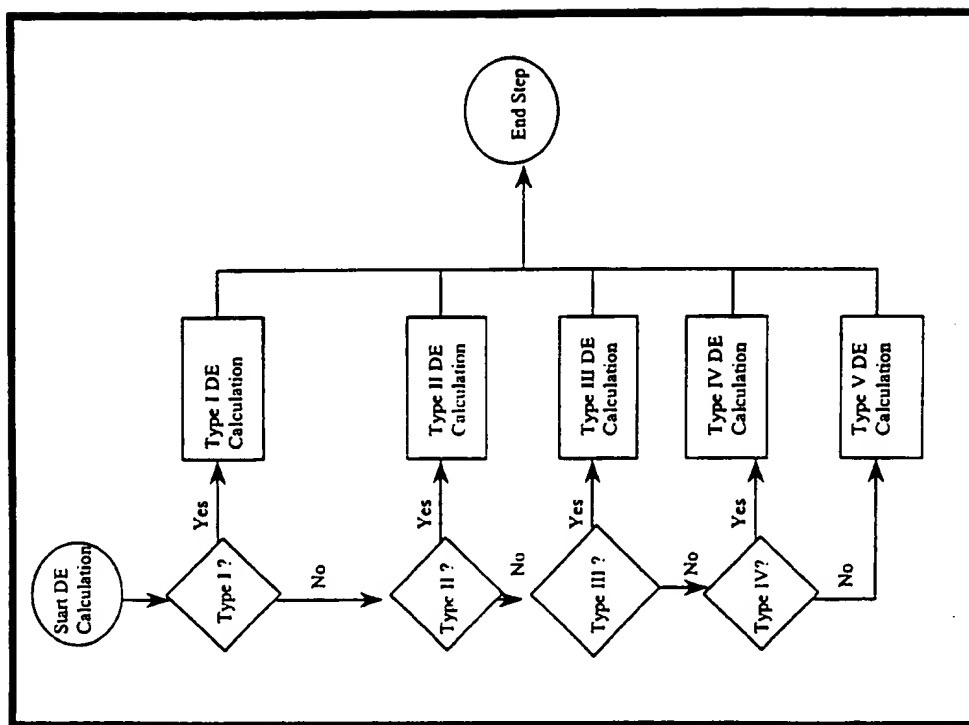 Start DE
Calculation
Type I ?
Yes
No
Type I DE
Calculation
Type II ?
Yes
No
Type II DE
Calculation
Type III ?
Yes
No
Type III DE
Calculation
Type IV?
Yes
No
Type IV DE
Calculation
Type V DE
Calculation
End Step